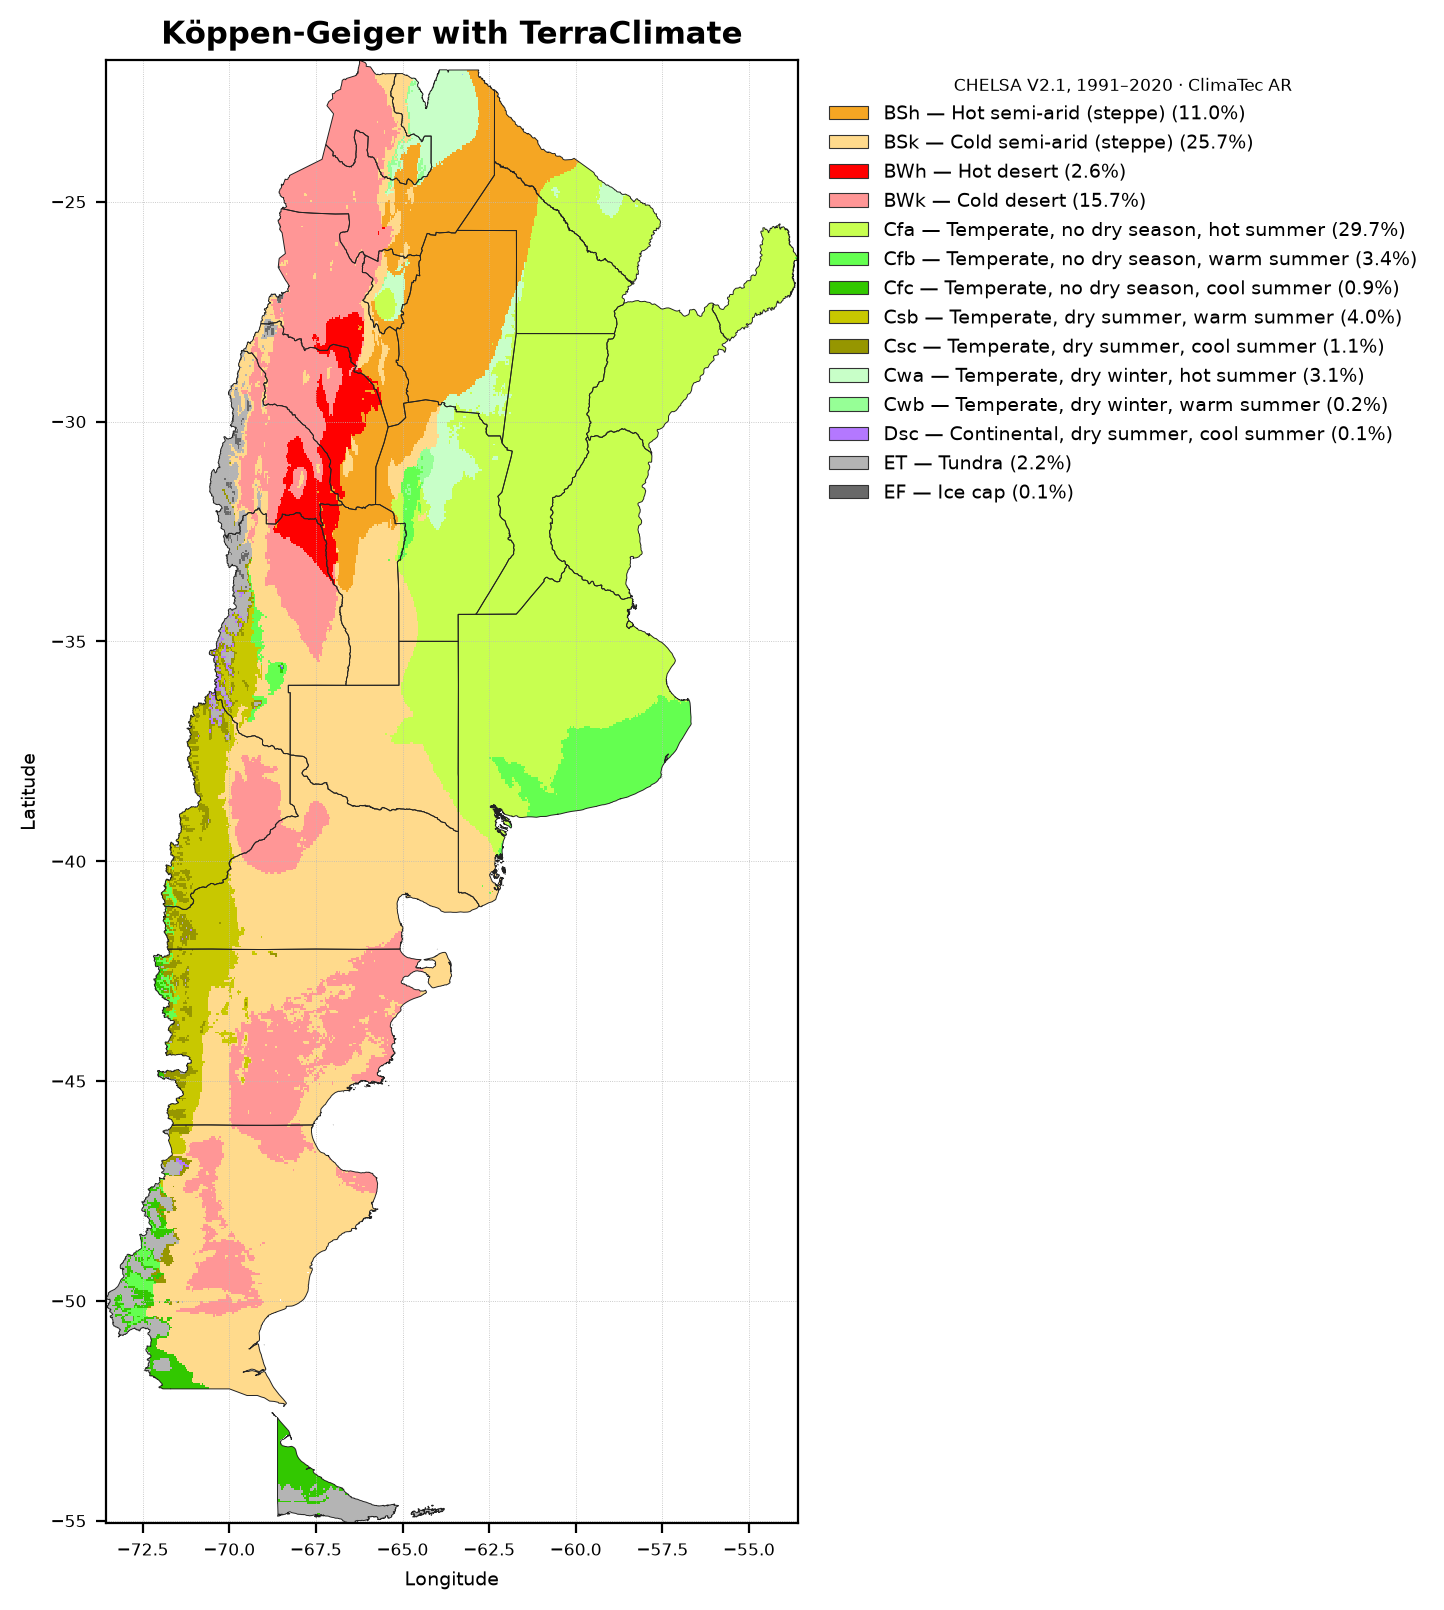 Köppen-Geiger with TerraClimate
CHELSA V2.1, 1991–2020 · ClimaTec AR
BSh — Hot semi-arid (steppe) (11.0%)
BSk — Cold semi-arid (steppe) (25.7%)
BWh — Hot desert (2.6%)
BWk — Cold desert (15.7%)
Cfa — Temperate, no dry season, hot summer (29.7%)
Cfb — Temperate, no dry season, warm summer (3.4%)
Cfc — Temperate, no dry season, cool summer (0.9%)
Csb — Temperate, dry summer, warm summer (4.0%)
Csc — Temperate, dry summer, cool summer (1.1%)
Cwa — Temperate, dry winter, hot summer (3.1%)
Cwb — Temperate, dry winter, warm summer (0.2%)
Dsc — Continental, dry summer, cool summer (0.1%)
ET — Tundra (2.2%)
EF — Ice cap (0.1%)
Latitude
−25
−30
−35
−40
−45
−50
−55
−72.5 −70.0 −67.5 −65.0 −62.5 −60.0 −57.5 −55.0
Longitude